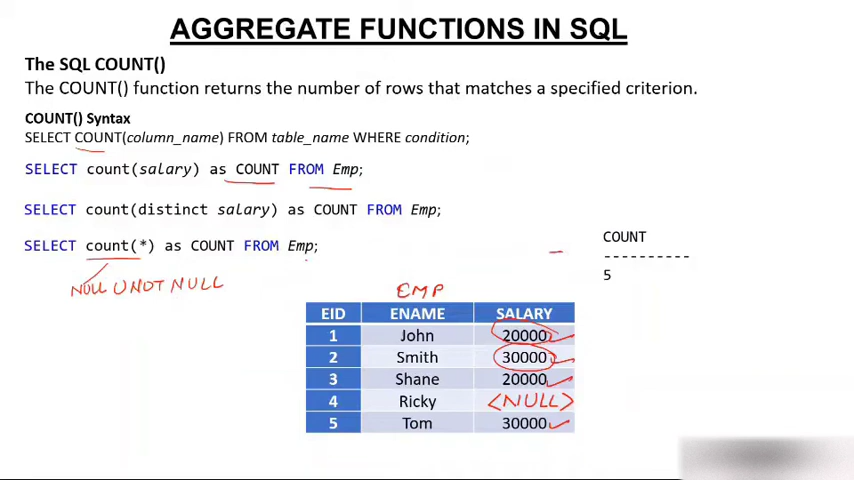 AGGREGATE FUNCTIONS IN SQL
The SQL COUNT()
The COUNT() function returns the number of rows that matches a specified criterion.
COUNT() Syntax
SELECT COUNT(column_name) FROM table_name WHERE condition;
SELECT count(salary) as COUNT FROM Emp;
SELECT count(distinct salary) as COUNT FROM Emp;
SELECT count(*) as COUNT FROM Emp;
COUNT
----------
5
NULL U NOT NULL
EMP
EID ENAME SALARY
1 John 20000
2 Smith 30000
3 Shane 20000
4 Ricky <NULL>
5 Tom 30000